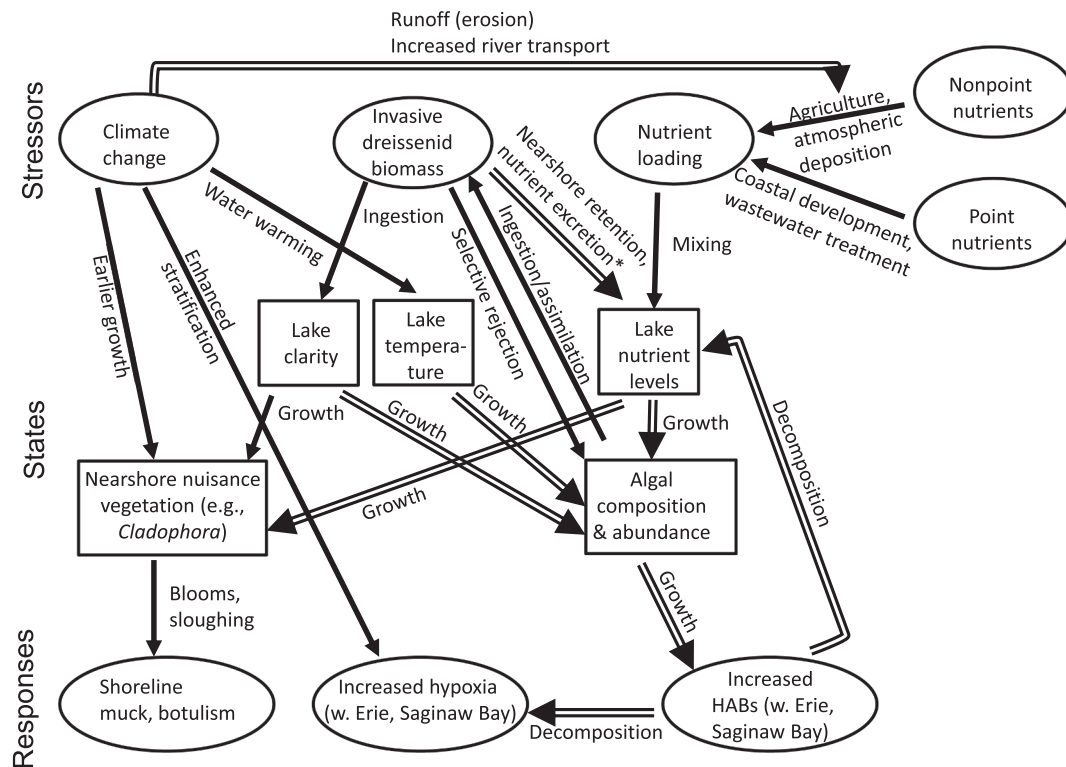 Runoff (erosion)
Increased river transport
Stressors
Climate
change
Invasive
dreissenid
biomass
Nutrient
loading
Nonpoint
nutrients
Agriculture,
atmospheric
deposition
Point
nutrients
Coastal development,
wastewater treatment
Water warming
Ingestion
Nearshore retention,
nutrient excretion*
Mixing
Earlier growth
Enhanced
stratification
Selective rejection
Ingestion/assimilation
States
Lake
clarity
Lake
tempera-
ture
Lake
nutrient
levels
Growth
Growth
Growth
Growth
Growth
Decomposition
Nearshore nuisance
vegetation (e.g.,
Cladophora)
Algal
composition
& abundance
Blooms,
sloughing
Growth
Responses
Shoreline
muck, botulism
Increased hypoxia
(w. Erie, Saginaw Bay)
Decomposition
Increased
HABs (w. Erie,
Saginaw Bay)